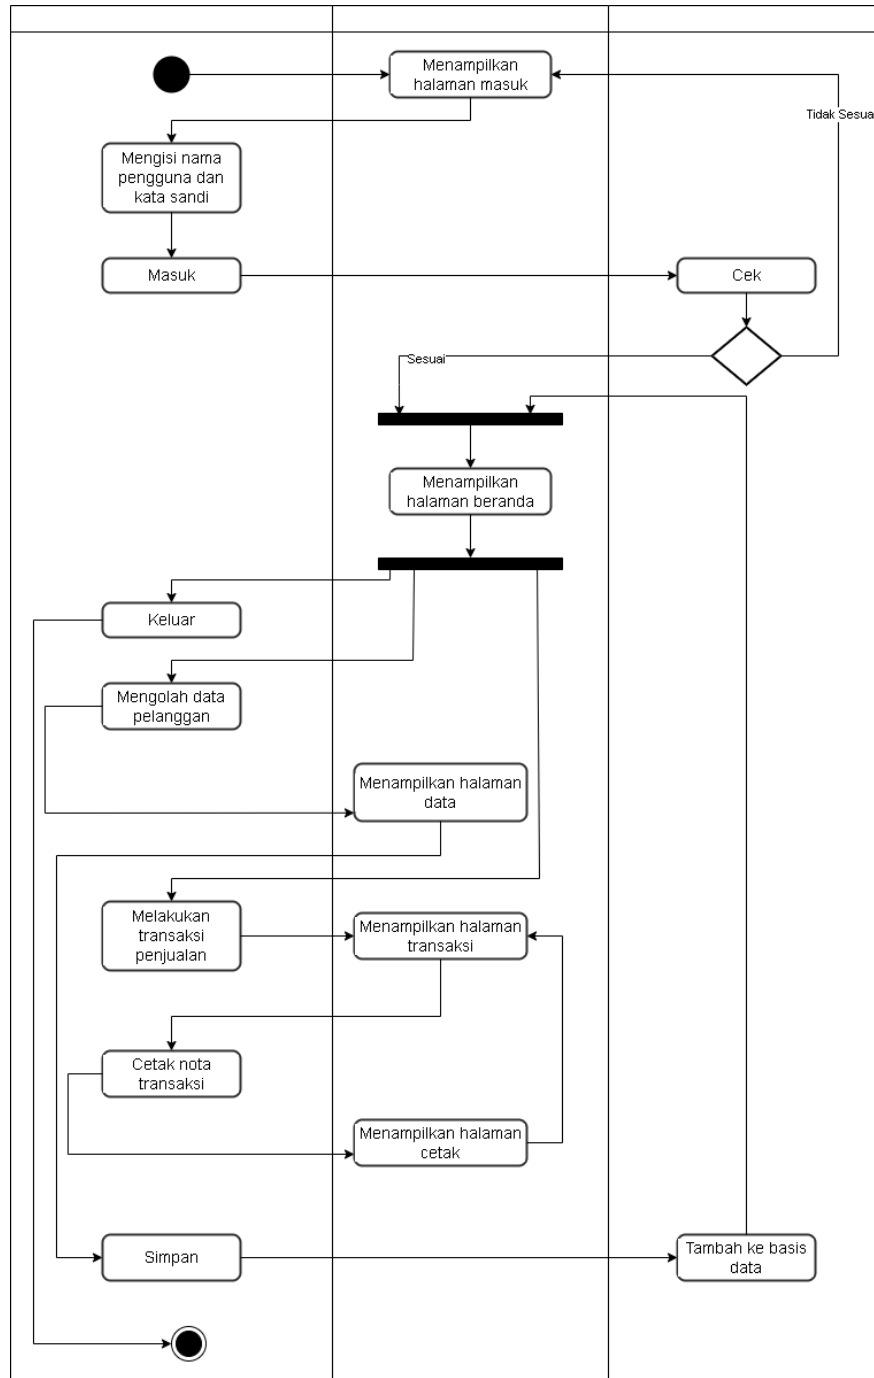 Menampilkan
halaman masuk
Tidak Sesuai
Mengisi nama
pengguna dan
kata sandi
Masuk
Cek
Sesuai
Menampilkan
halaman beranda
Keluar
Mengolah data
pelanggan
Menampilkan halaman
data
Melakukan
transaksi
penjualan
Menampilkan halaman
transaksi
Cetak nota
transaksi
Menampilkan halaman
cetak
Simpan
Tambah ke basis
data